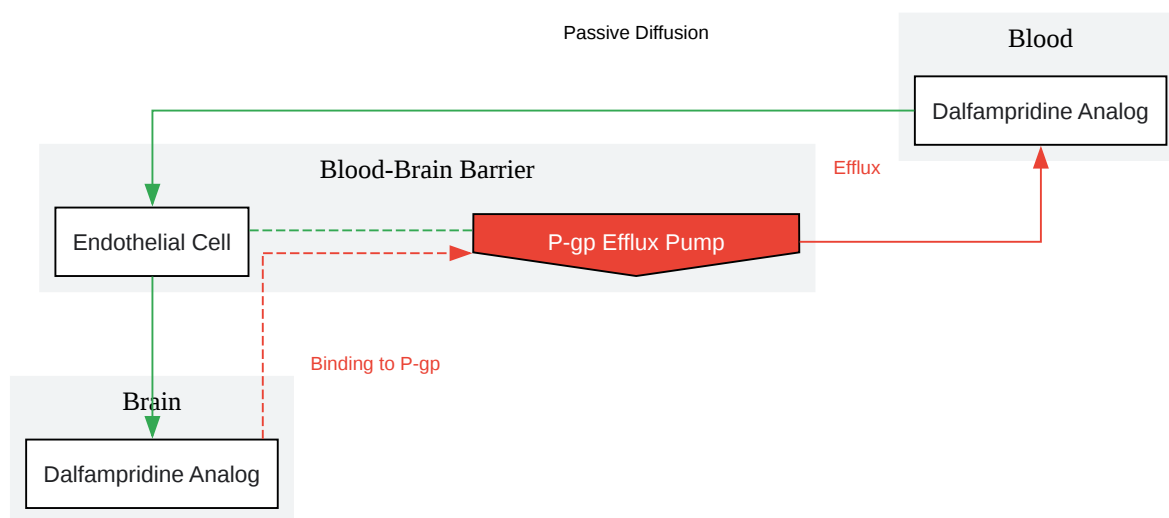 Passive Diffusion
Blood
Dalfampridine Analog
Blood-Brain Barrier
Efflux
Endothelial Cell
P-gp Efflux Pump
Binding to P-gp
Brain
Dalfampridine Analog